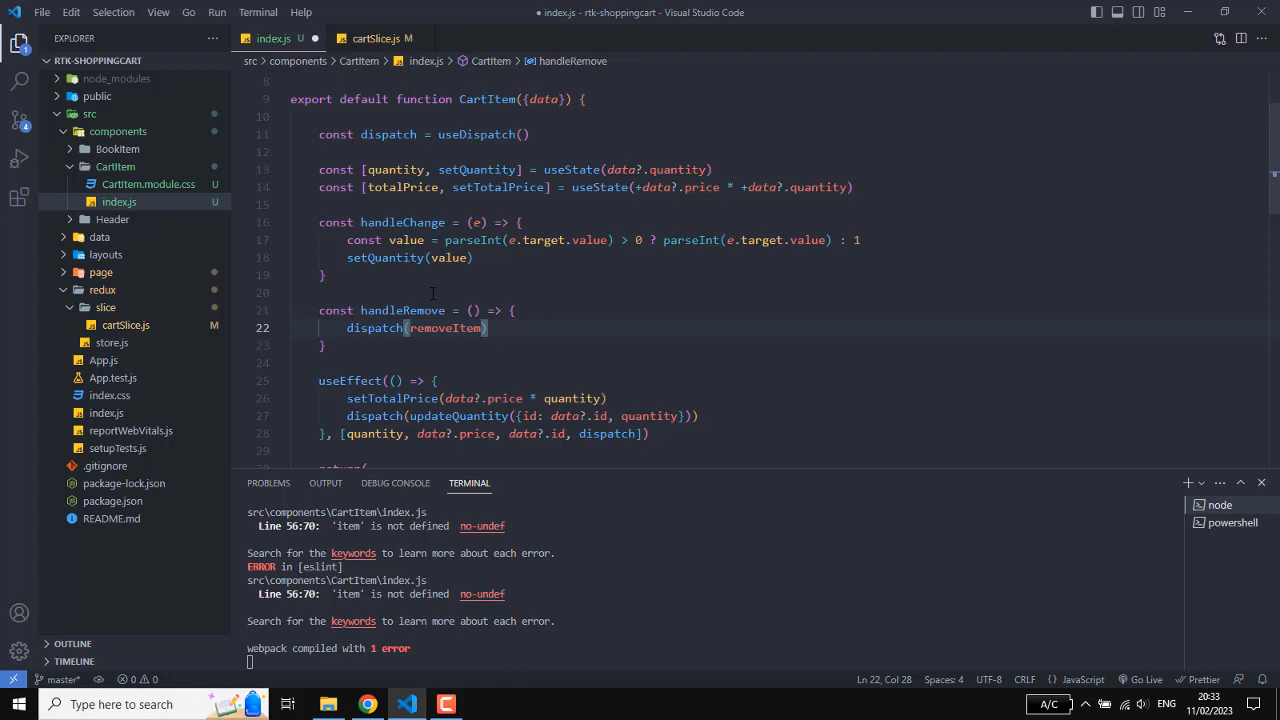 File Edit Selection View Go Run Terminal Help
● index.js - rtk-shoppingcart - Visual Studio Code
EXPLORER
index.js U
cartSlice.js M
RTK-SHOPPINGCART
src > components > CartItem > index.js > CartItem > handleRemove
node_modules
public
src
components
BookItem
CartItem
CartItem.module.css U
index.js U
Header
data
layouts
page
redux
slice
cartSlice.js M
store.js
App.js
App.test.js
index.css
index.js
reportWebVitals.js
setupTests.js
.gitignore
package-lock.json
package.json
README.md
OUTLINE
TIMELINE
1
4
8
9 export default function CartItem({data}) {
10
11 const dispatch = useDispatch()
12
13 const [quantity, setQuantity] = useState(data?.quantity)
14 const [totalPrice, setTotalPrice] = useState(+data?.price * +data?.quantity)
15
16 const handleChange = (e) => {
17 const value = parseInt(e.target.value) > 0 ? parseInt(e.target.value) : 1
18 setQuantity(value)
19 }
20
21 const handleRemove = () => {
22 dispatch(removeItem)
23 }
24
25 useEffect(() => {
26 setTotalPrice(data?.price * quantity)
27 dispatch(updateQuantity({id: data?.id, quantity}))
28 }, [quantity, data?.price, data?.id, dispatch])
29
30 return(
PROBLEMS OUTPUT DEBUG CONSOLE TERMINAL
src\components\CartItem\index.js
Line 56:70: 'item' is not defined no-undef
Search for the keywords to learn more about each error.
ERROR in [eslint]
src\components\CartItem\index.js
Line 56:70: 'item' is not defined no-undef
Search for the keywords to learn more about each error.
webpack compiled with 1 error
node
powershell
master* 0 0
Ln 22, Col 28 Spaces: 4 UTF-8 CRLF {} JavaScript Go Live Prettier
Type here to search
A/C
ENG
20:33
11/02/2023